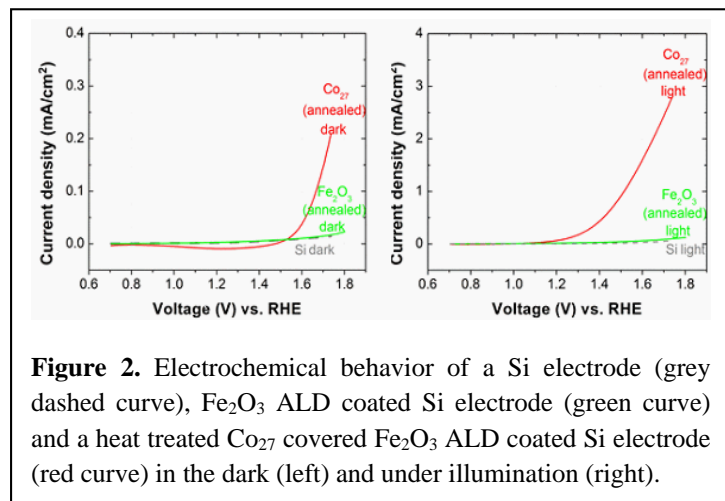 0.4
0.3
0.2
0.1
0.0
Current density (mA/cm²)
Co₂₇
(annealed)
dark
Fe₂O₃
(annealed)
dark
Si dark
0.6 0.8 1.0 1.2 1.4 1.6 1.8
Voltage (V) vs. RHE
4
3
2
1
0
Current density (mA/cm²)
Co₂₇
(annealed)
light
Fe₂O₃
(annealed)
light
Si light
0.6 0.8 1.0 1.2 1.4 1.6 1.8
Voltage (V) vs. RHE
Figure 2. Electrochemical behavior of a Si electrode (grey
dashed curve), Fe₂O₃ ALD coated Si electrode (green curve)
and a heat treated Co₂₇ covered Fe₂O₃ ALD coated Si electrode
(red curve) in the dark (left) and under illumination (right).